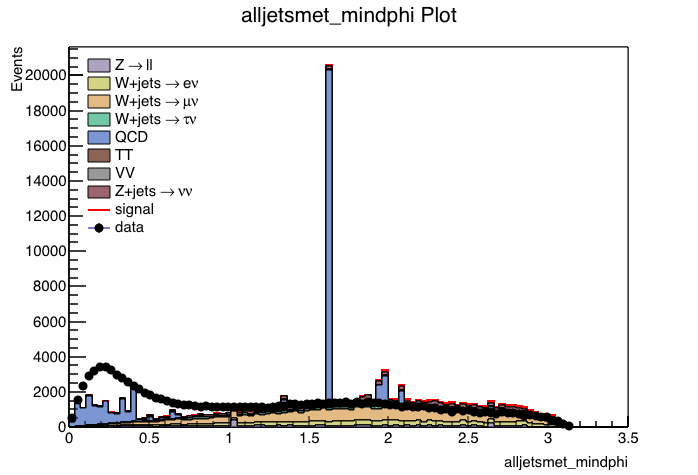 alljetsmet_mindphi Plot
Events
20000
18000
16000
14000
12000
10000
8000
6000
4000
2000
0
Z → ll
W+jets → eν
W+jets → μν
W+jets → τν
QCD
TT
VV
Z+jets → νν
signal
data
0 0.5 1 1.5 2 2.5 3 3.5
alljetsmet_mindphi